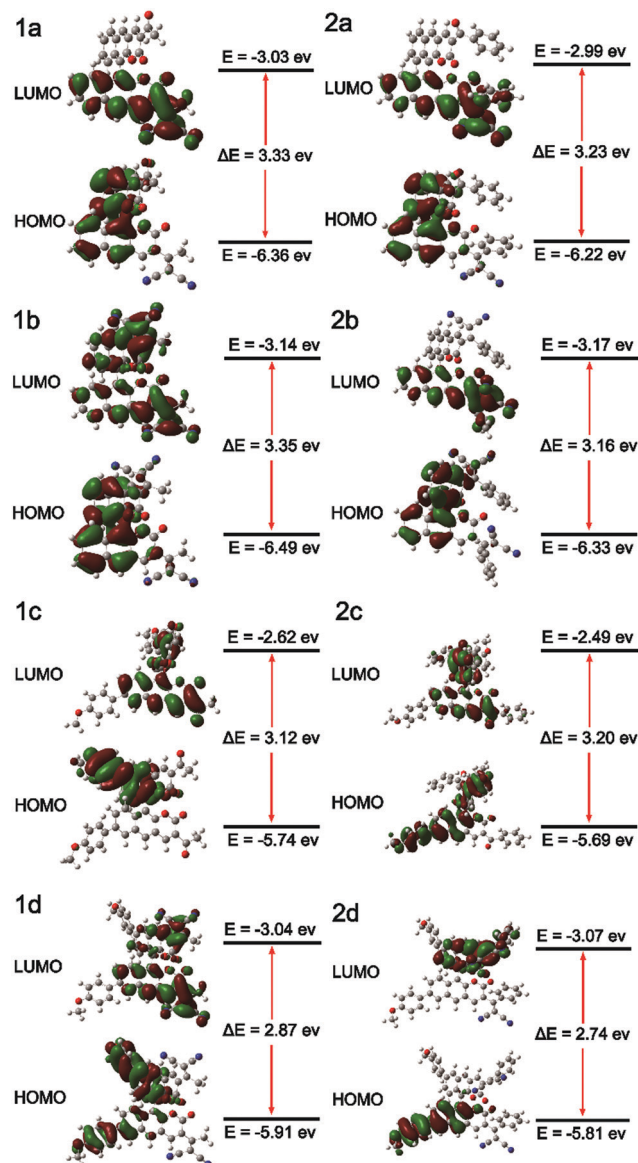 1a
E = -3.03 ev
LUMO
ΔE = 3.33 ev
HOMO
E = -6.36 ev
2a
E = -2.99 ev
LUMO
ΔE = 3.23 ev
HOMO
E = -6.22 ev
1b
E = -3.14 ev
LUMO
ΔE = 3.35 ev
HOMO
E = -6.49 ev
2b
E = -3.17 ev
LUMO
ΔE = 3.16 ev
HOMO
E = -6.33 ev
1c
E = -2.62 ev
LUMO
ΔE = 3.12 ev
HOMO
E = -5.74 ev
2c
E = -2.49 ev
LUMO
ΔE = 3.20 ev
HOMO
E = -5.69 ev
1d
E = -3.04 ev
LUMO
ΔE = 2.87 ev
HOMO
E = -5.91 ev
2d
E = -3.07 ev
LUMO
ΔE = 2.74 ev
HOMO
E = -5.81 ev